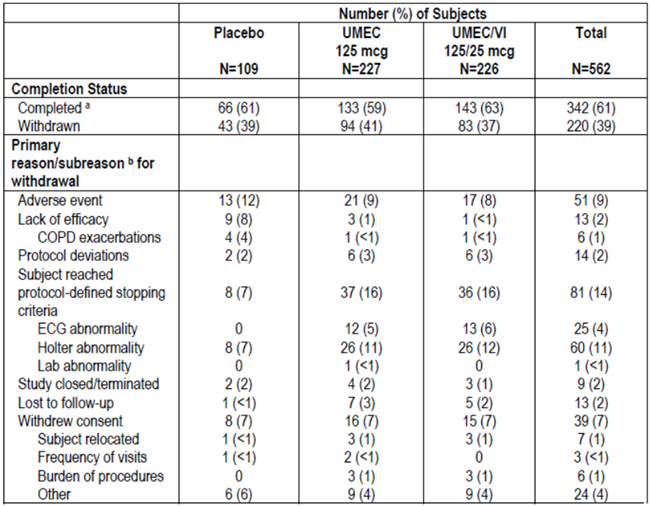 Number (%) of Subjects
Placebo UMEC UMEC/VI Total
125 mcg 125/25 mcg
N=109 N=227 N=226 N=562
Completion Status
Completed a 66 (61) 133 (59) 143 (63) 342 (61)
Withdrawn 43 (39) 94 (41) 83 (37) 220 (39)
Primary
reason/subreason b for
withdrawal
Adverse event 13 (12) 21 (9) 17 (8) 51 (9)
Lack of efficacy 9 (8) 3 (1) 1 (<1) 13 (2)
COPD exacerbations 4 (4) 1 (<1) 1 (<1) 6 (1)
Protocol deviations 2 (2) 6 (3) 6 (3) 14 (2)
Subject reached
protocol-defined stopping 8 (7) 37 (16) 36 (16) 81 (14)
criteria
ECG abnormality 0 12 (5) 13 (6) 25 (4)
Holter abnormality 8 (7) 26 (11) 26 (12) 60 (11)
Lab abnormality 0 1 (<1) 0 1 (<1)
Study closed/terminated 2 (2) 4 (2) 3 (1) 9 (2)
Lost to follow-up 1 (<1) 7 (3) 5 (2) 13 (2)
Withdrew consent 8 (7) 16 (7) 15 (7) 39 (7)
Subject relocated 1 (<1) 3 (1) 3 (1) 7 (1)
Frequency of visits 1 (<1) 2 (<1) 0 3 (<1)
Burden of procedures 0 3 (1) 3 (1) 6 (1)
Other 6 (6) 9 (4) 9 (4) 24 (4)